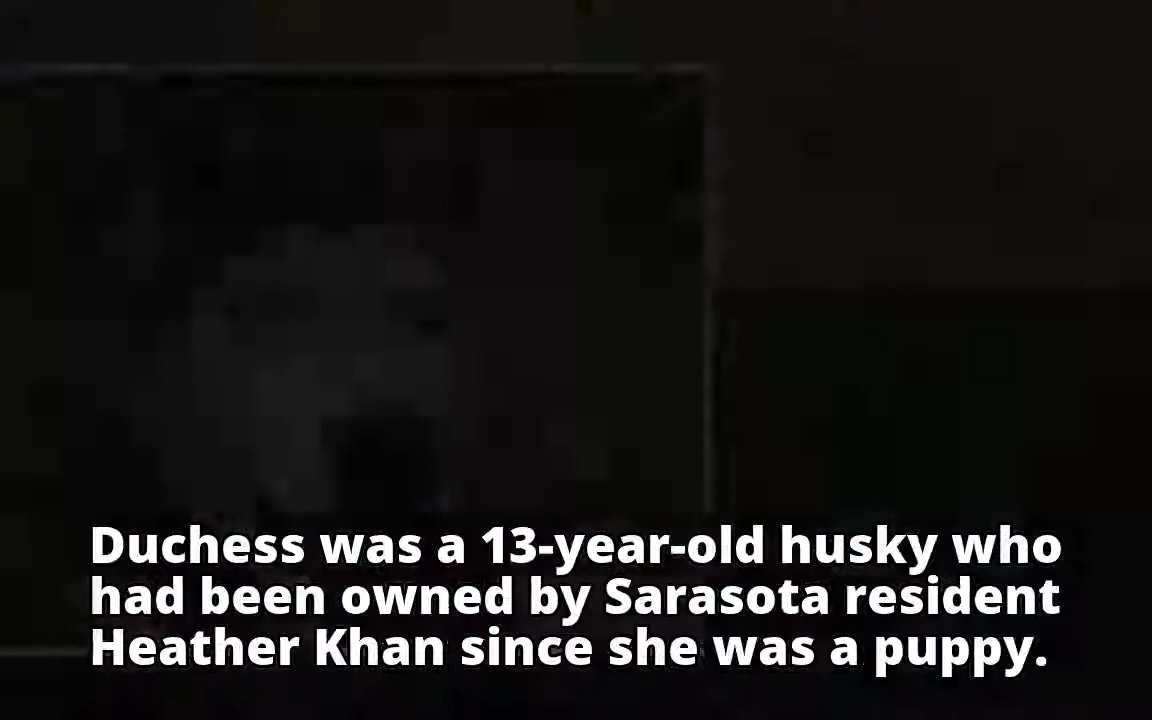 Duchess was a 13-year-old husky who
had been owned by Sarasota resident
Heather Khan since she was a puppy.